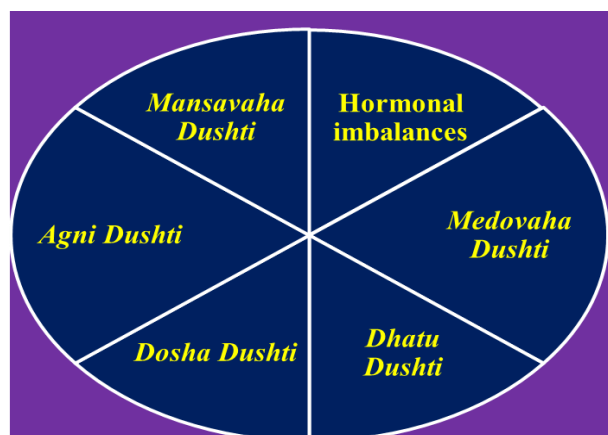 Mansavaha
Dushti
Hormonal
imbalances
Agni Dushti
Medovaha
Dushti
Dosha Dushti
Dhatu
Dushti